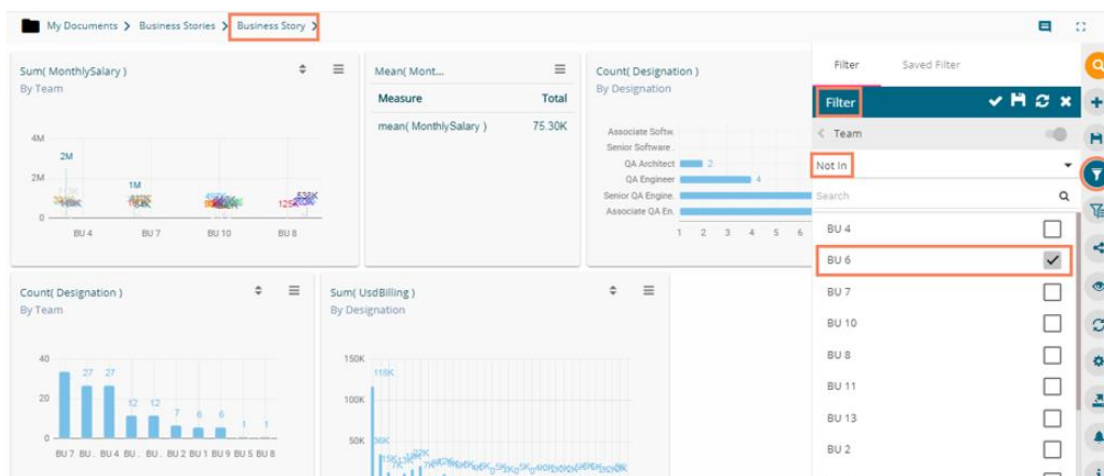 My Documents > Business Stories > Business Story >
Sum( MonthlySalary )
By Team
4M
2M
0
2M
1M
125
538K
BU 4 BU 7 BU 10 BU 8
Mean( Mont...
Measure Total
mean( MonthlySalary ) 75.30K
Count( Designation )
By Designation
Associate Softw.
Senior Software .
QA Architect 2
QA Engineer 4
Senior QA Engine.
Associate QA En.
1 2 3 4 5 6
Count( Designation )
By Team
40
20
0
27 27 12 12 7 6 6 1 1
BU 7 BU . BU 4 BU . BU . BU 2 BU 1 BU 9 BU 5 BU 8
Sum( UsdBilling )
By Designation
150K
100K
50K
116K
36K
Filter Saved Filter
Filter
< Team
Not In
Search
BU 4
BU 6
BU 7
BU 10
BU 8
BU 11
BU 13
BU 2